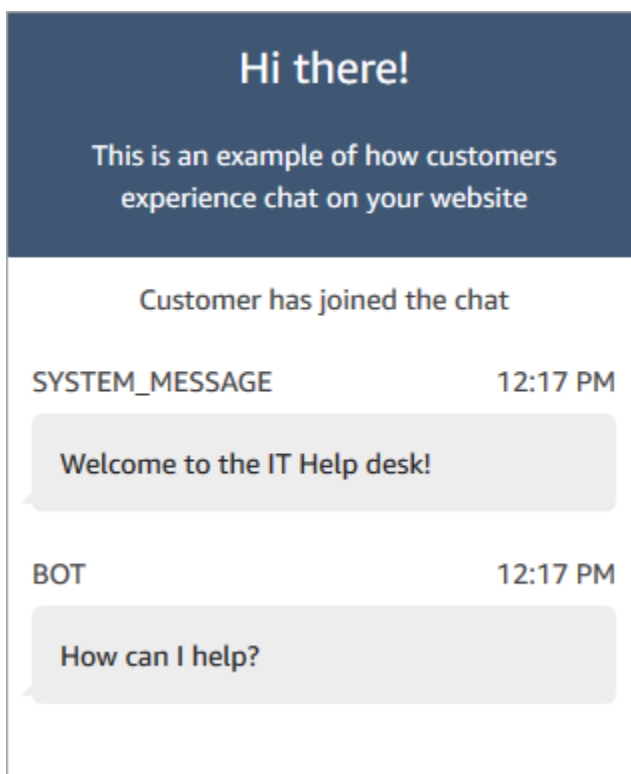 Hi there!
This is an example of how customers
experience chat on your website
Customer has joined the chat
SYSTEM_MESSAGE 12:17 PM
Welcome to the IT Help desk!
BOT 12:17 PM
How can I help?